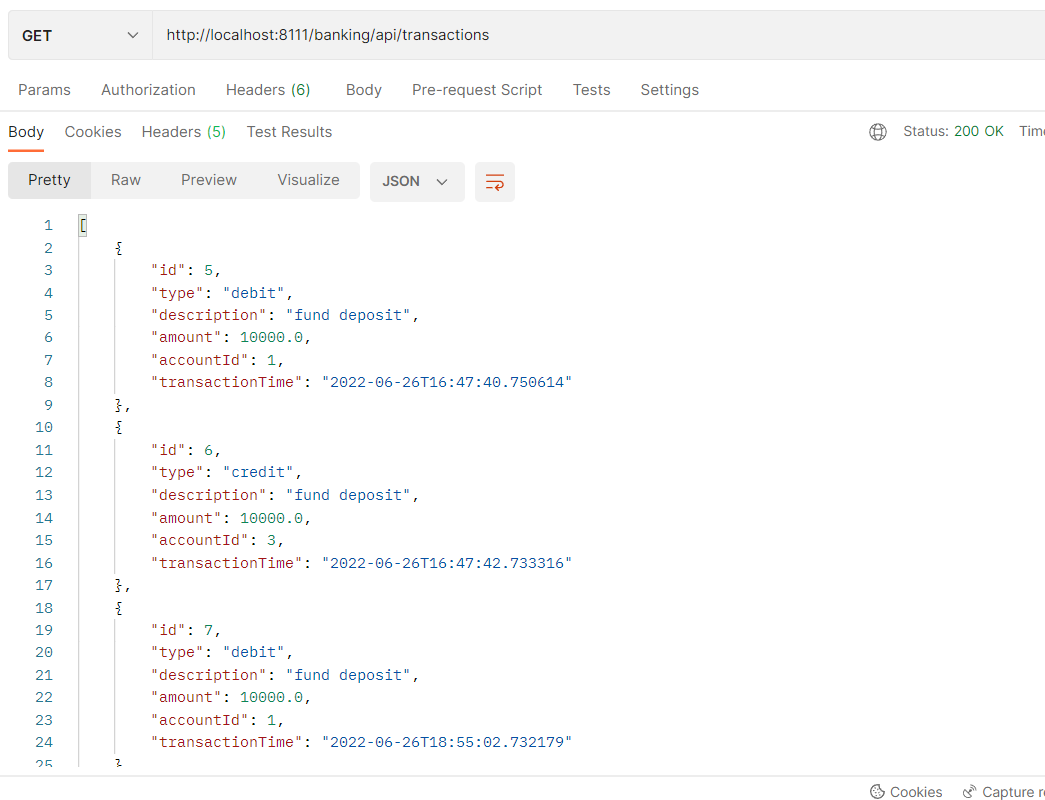 GET http://localhost:8111/banking/api/transactions
Params Authorization Headers (6) Body Pre-request Script Tests Settings
Body Cookies Headers (5) Test Results Status: 200 OK Time
Pretty Raw Preview Visualize JSON
1 [
2 {
3 "id": 5,
4 "type": "debit",
5 "description": "fund deposit",
6 "amount": 10000.0,
7 "accountId": 1,
8 "transactionTime": "2022-06-26T16:47:40.750614"
9 },
10 {
11 "id": 6,
12 "type": "credit",
13 "description": "fund deposit",
14 "amount": 10000.0,
15 "accountId": 3,
16 "transactionTime": "2022-06-26T16:47:42.733316"
17 },
18 {
19 "id": 7,
20 "type": "debit",
21 "description": "fund deposit",
22 "amount": 10000.0,
23 "accountId": 1,
24 "transactionTime": "2022-06-26T18:55:02.732179"
25 }
Cookies Capture